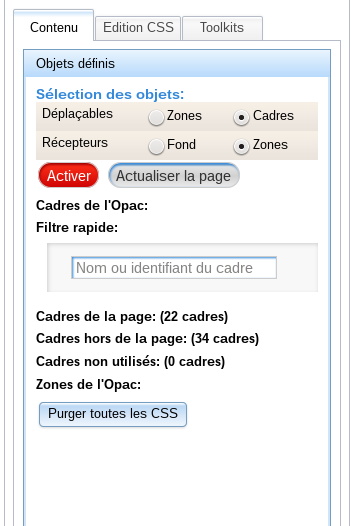 Contenu Edition CSS Toolkits
Objets définis
Sélection des objets:
Déplaçables Zones Cadres
Récepteurs Fond Zones
Activer Actualiser la page
Cadres de l'Opac:
Filtre rapide:
Nom ou identifiant du cadre
Cadres de la page: (22 cadres)
Cadres hors de la page: (34 cadres)
Cadres non utilisés: (0 cadres)
Zones de l'Opac:
Purger toutes les CSS